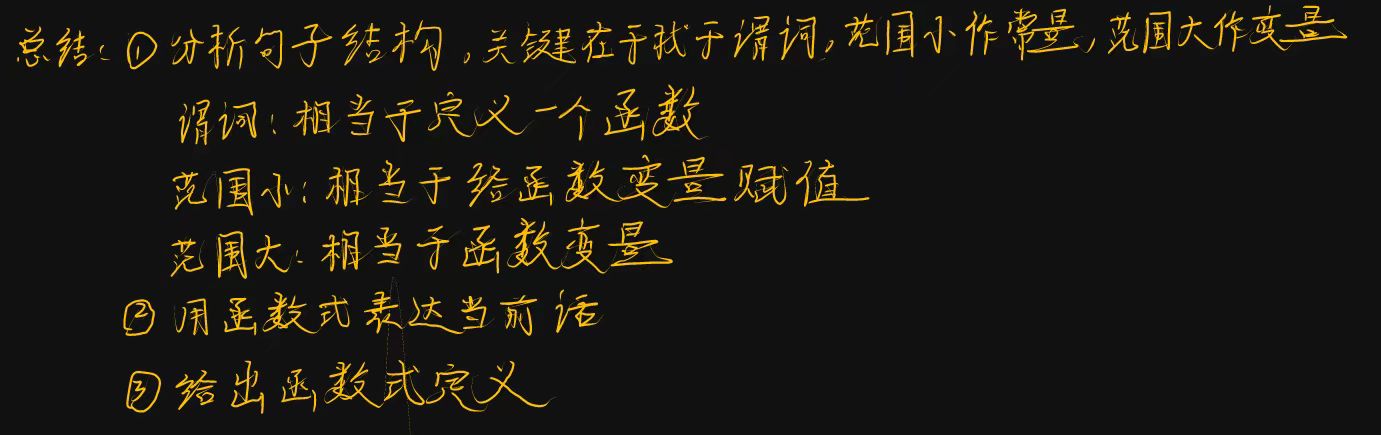 总结：①分析句子结构，关键在于找于谓词，范围小作常量，范围大作变量
谓词：相当于定义一个函数
范围小：相当于给函数变量赋值
范围大：相当于函数变量
②用函数式表达当前话
③给出函数式定义